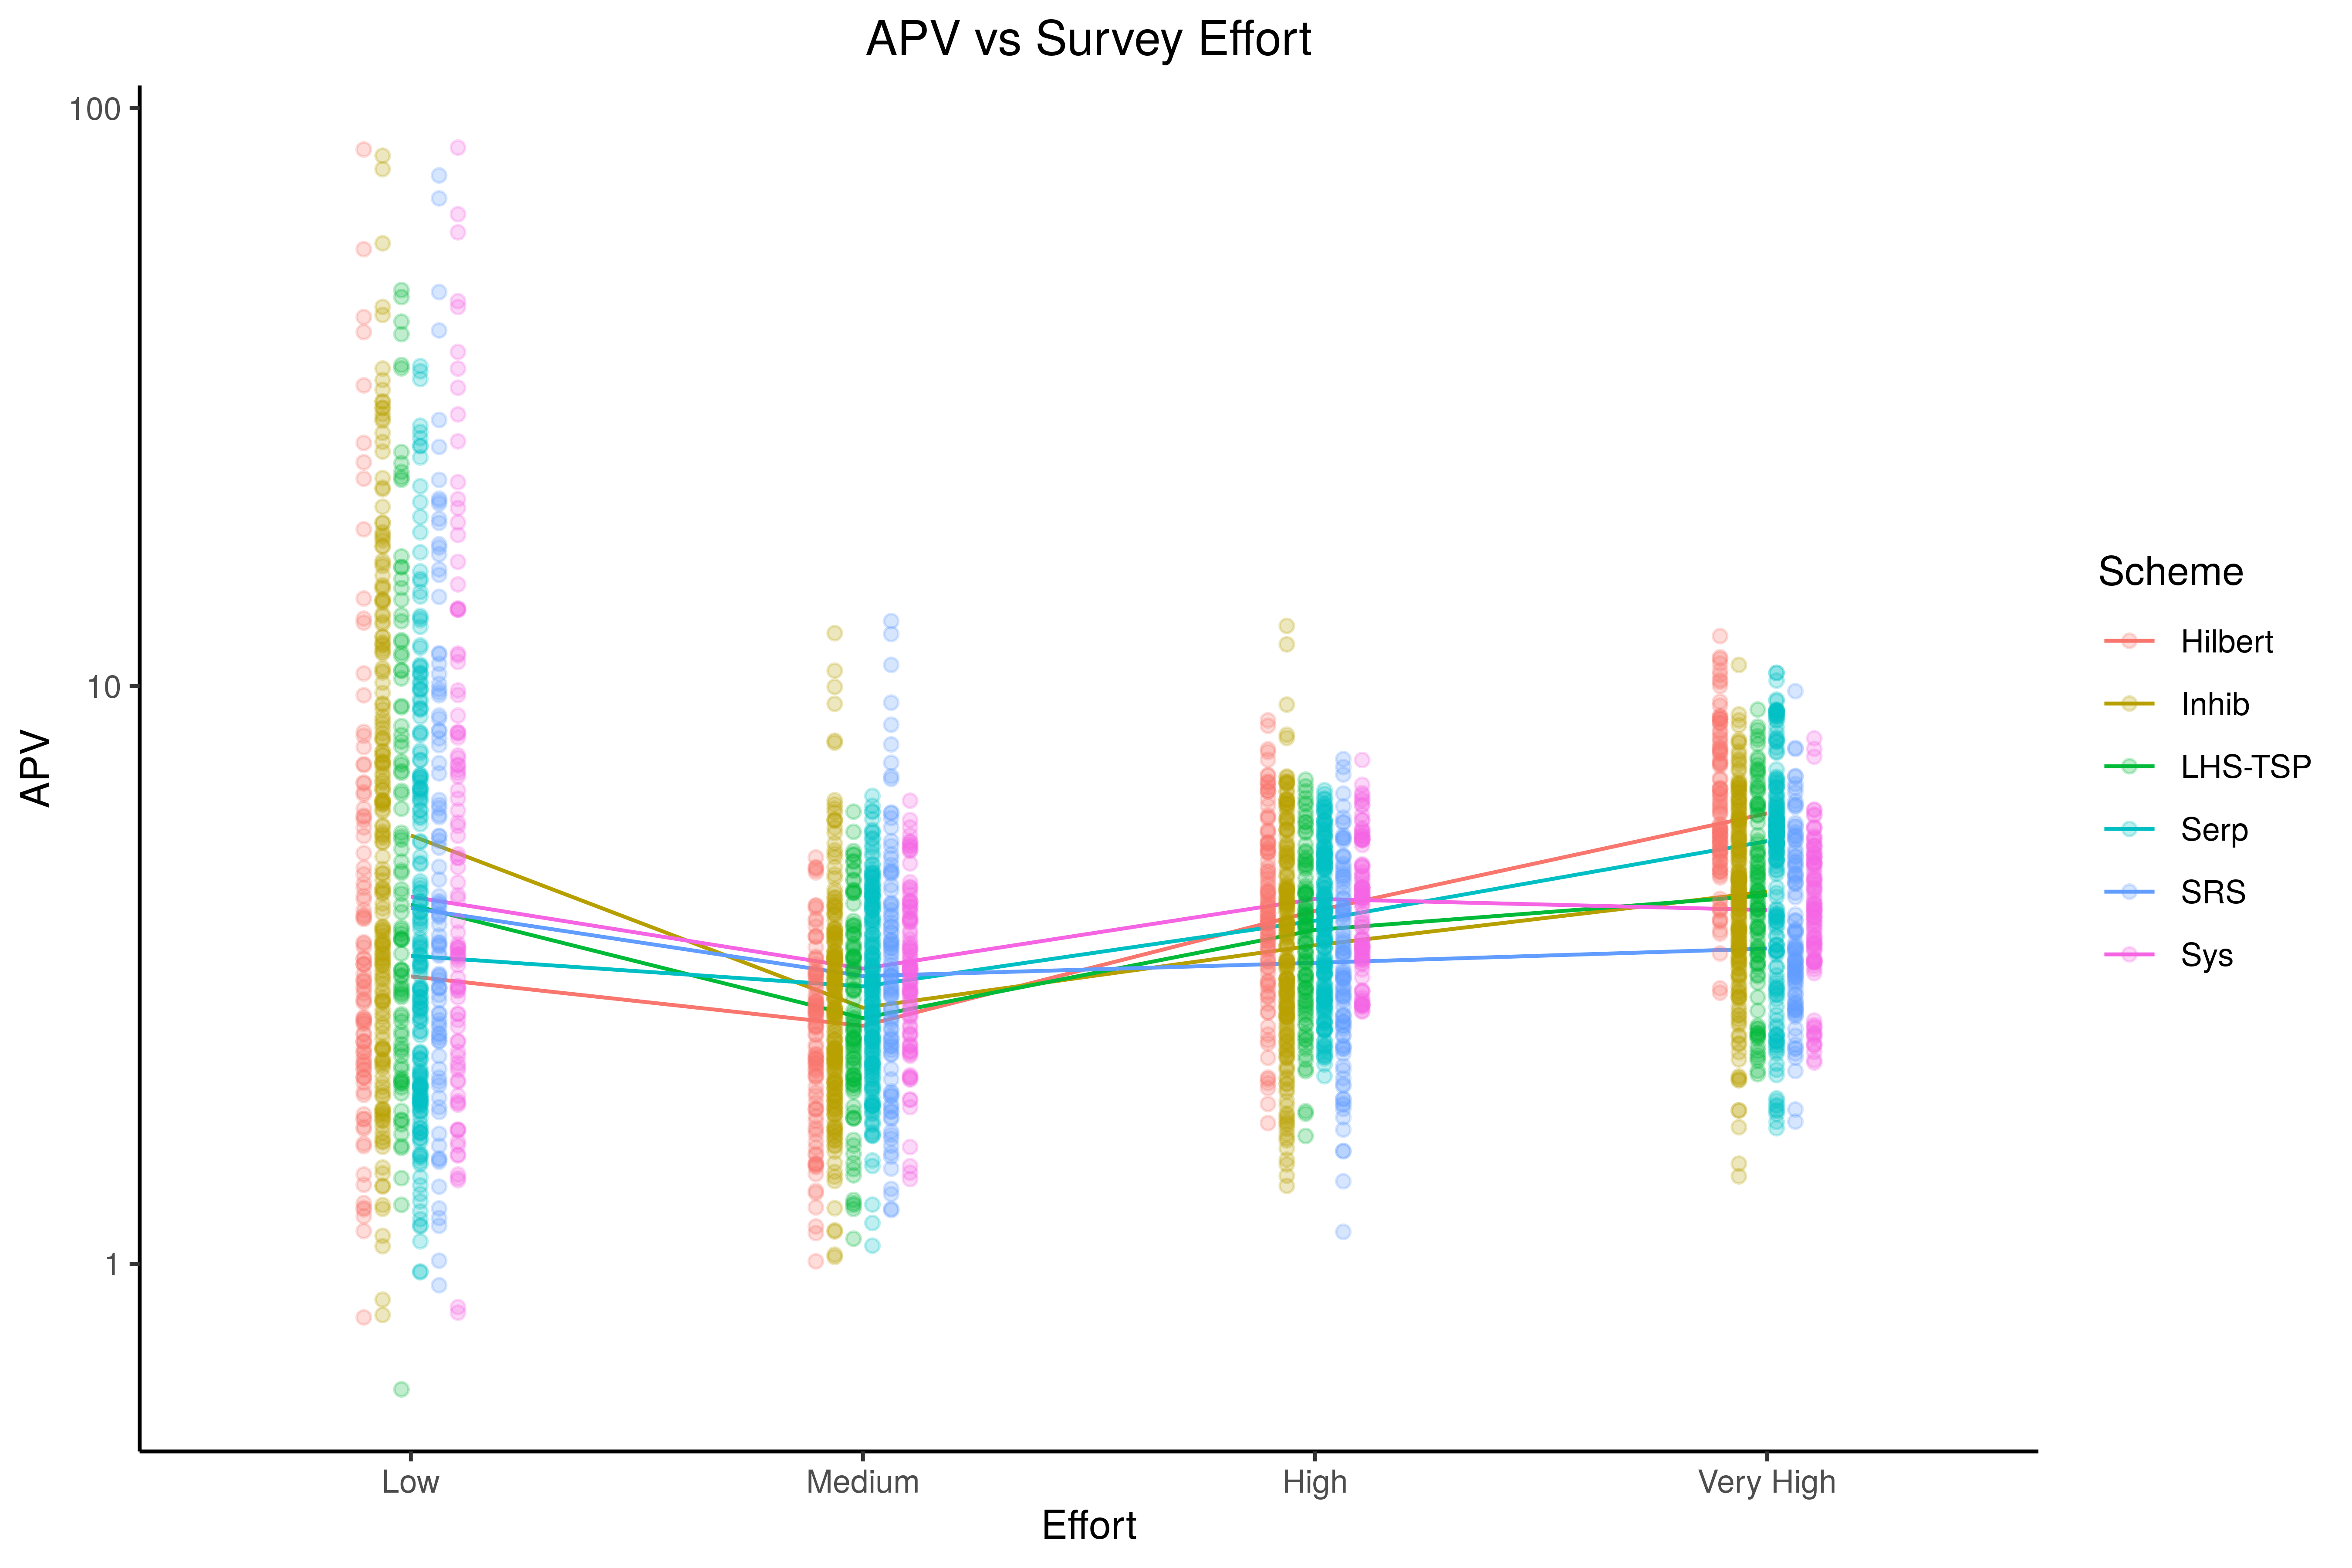 APV vs Survey Effort
100
10
1
APV
Low
Medium
High
Very High
Effort
Scheme
Hilbert
Inhib
LHS-TSP
Serp
SRS
Sys